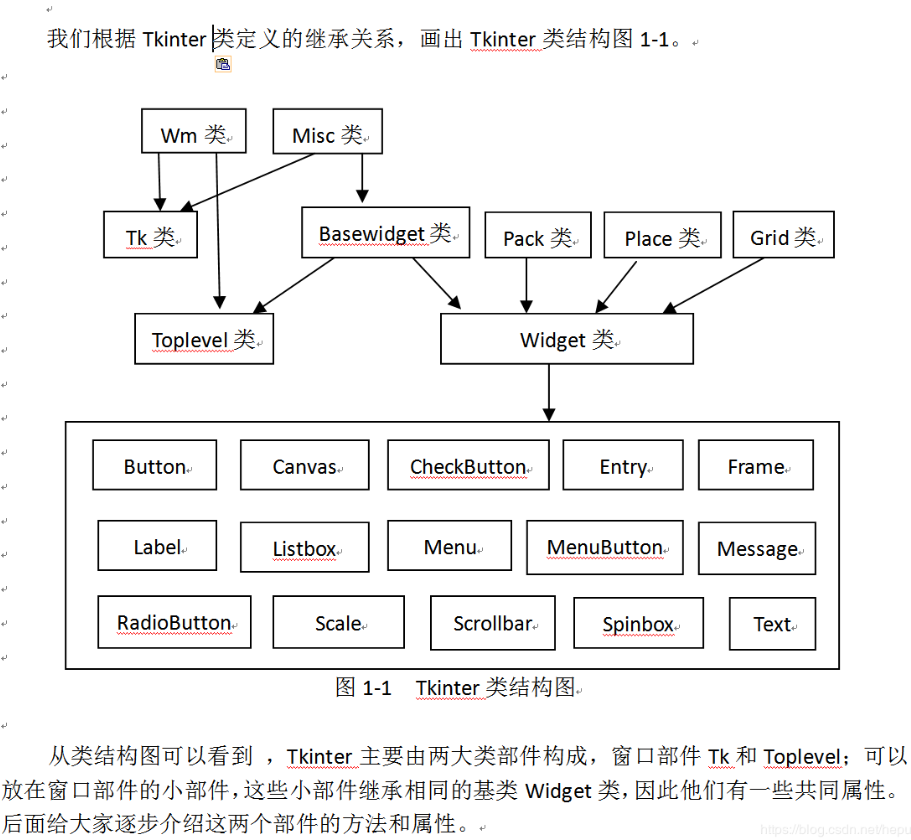 我们根据 Tkinter 类定义的继承关系，画出 Tkinter 类结构图 1-1。
Wm 类
Misc 类
Tk 类
Basewidget 类
Pack 类
Place 类
Grid 类
Toplevel 类
Widget 类
Button
Canvas
CheckButton
Entry
Frame
Label
Listbox
Menu
MenuButton
Message
RadioButton
Scale
Scrollbar
Spinbox
Text
图 1-1 Tkinter 类结构图
从类结构图可以看到 ，Tkinter 主要由两大类部件构成，窗口部件 Tk 和 Toplevel；可以
放在窗口部件的小部件，这些小部件继承相同的基类 Widget 类，因此他们有一些共同属性。
后面给大家逐步介绍这两个部件的方法和属性。
https://blog.csdn.net/hepu